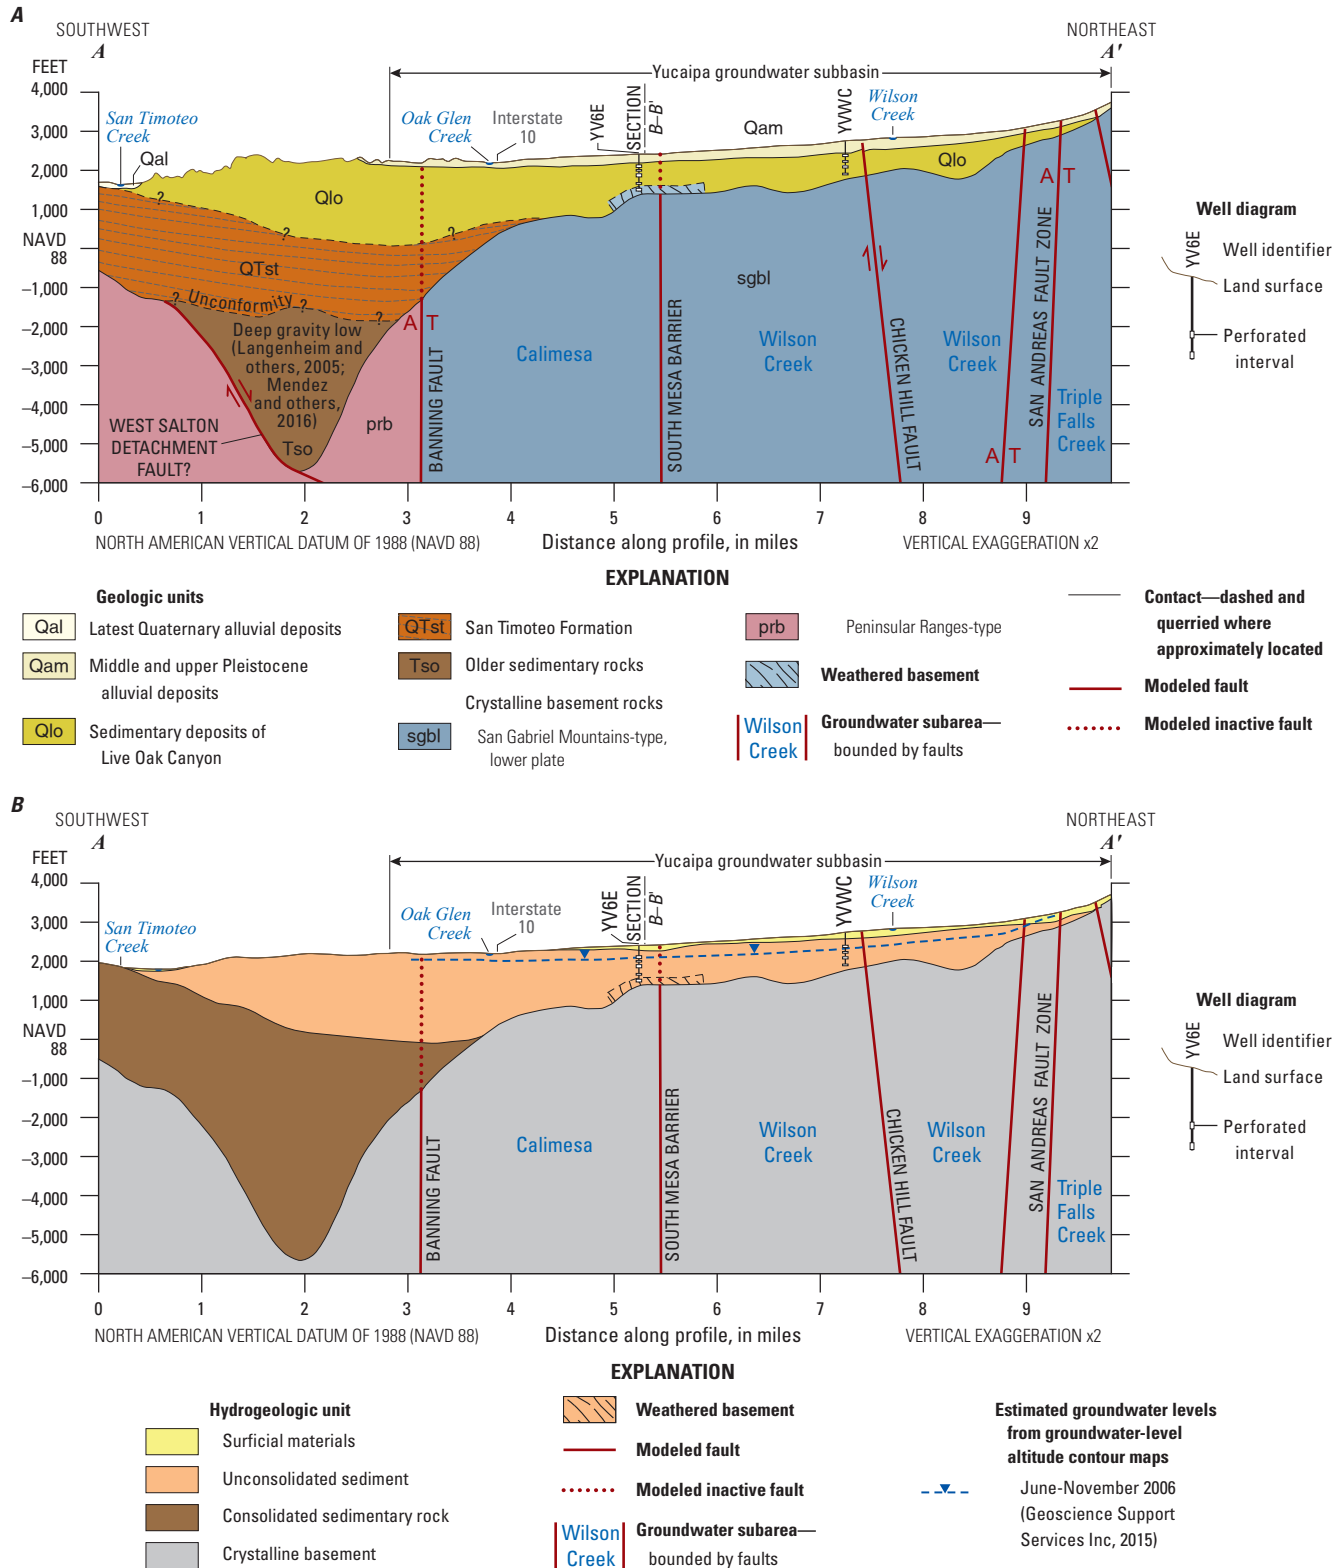 A
SOUTHWEST
NORTHEAST
A
A'
FEET
Yucaipa groundwater subbasin
4,000
3,000
2,000
1,000
NAVD
88
–1,000
–2,000
–3,000
–4,000
–5,000
–6,000
San Timoteo
Creek
Qal
Oak Glen
Creek
Interstate
10
YV6E
SECTION
B–B'
Qam
YVWC
Wilson
Creek
Qlo
Qlo
?
?
?
QTst
?
Unconformity
?
?
Deep gravity low
(Langenheim and
others, 2005;
Mendez
and others,
2016)
Tso
WEST SALTON
DETACHMENT
FAULT?
prb
A T
BANNING FAULT
Calimesa
SOUTH MESA BARRIER
sgbl
Wilson
Creek
CHICKEN HILL FAULT
Wilson
Creek
A T
A T
SAN ANDREAS FAULT ZONE
Triple
Falls
Creek
0 1 2 3 4 5 6 7 8 9
NORTH AMERICAN VERTICAL DATUM OF 1988 (NAVD 88)
Distance along profile, in miles
VERTICAL EXAGGERATION x2
Well diagram
YV6E
Well identifier
Land surface
Perforated
interval
EXPLANATION
Geologic units
Qal Latest Quaternary alluvial deposits
Qam Middle and upper Pleistocene
alluvial deposits
Qlo Sedimentary deposits of
Live Oak Canyon
QTst San Timoteo Formation
Tso Older sedimentary rocks
Crystalline basement rocks
sgbl San Gabriel Mountains-type,
lower plate
prb Peninsular Ranges-type
Weathered basement
Wilson
Creek
Groundwater subarea—
bounded by faults
Contact—dashed and
querried where
approximately located
Modeled fault
Modeled inactive fault
B
SOUTHWEST
NORTHEAST
A
A'
FEET
Yucaipa groundwater subbasin
4,000
3,000
2,000
1,000
NAVD
88
–1,000
–2,000
–3,000
–4,000
–5,000
–6,000
San Timoteo
Creek
Oak Glen
Creek
Interstate
10
YV6E
SECTION
B–B'
YVWC
Wilson
Creek
BANNING FAULT
Calimesa
SOUTH MESA BARRIER
Wilson
Creek
CHICKEN HILL FAULT
Wilson
Creek
SAN ANDREAS FAULT ZONE
Triple
Falls
Creek
0 1 2 3 4 5 6 7 8 9
NORTH AMERICAN VERTICAL DATUM OF 1988 (NAVD 88)
Distance along profile, in miles
VERTICAL EXAGGERATION x2
Well diagram
YV6E
Well identifier
Land surface
Perforated
interval
EXPLANATION
Hydrogeologic unit
Surficial materials
Unconsolidated sediment
Consolidated sedimentary rock
Crystalline basement
Weathered basement
Modeled fault
Modeled inactive fault
Wilson
Creek
Groundwater subarea—
bounded by faults
Estimated groundwater levels
from groundwater-level
altitude contour maps
June-November 2006
(Geoscience Support
Services Inc, 2015)